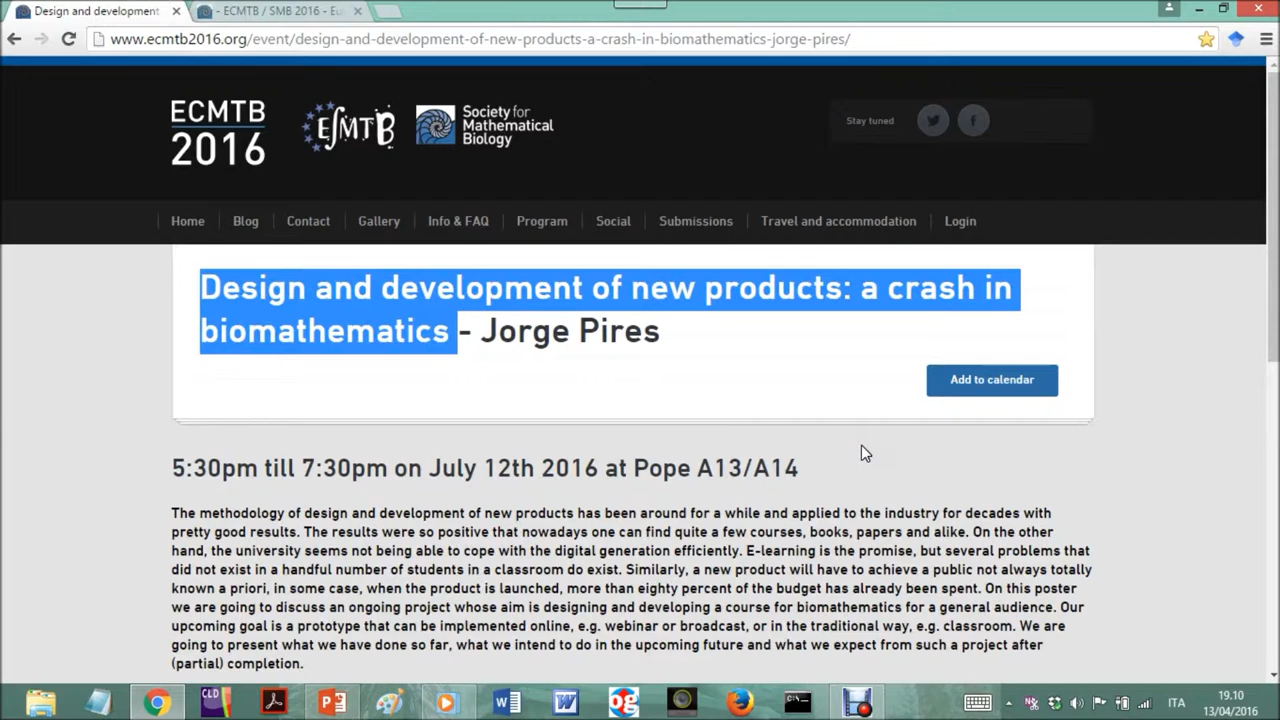 Design and development
- ECMTB / SMB 2016 - Eu
www.ecmtb2016.org/event/design-and-development-of-new-products-a-crash-in-biomathematics-jorge-pires/
ECMTB
2016
ESMTB
Society for
Mathematical
Biology
Stay tuned
Home
Blog
Contact
Gallery
Info & FAQ
Program
Social
Submissions
Travel and accommodation
Login
Design and development of new products: a crash in
biomathematics - Jorge Pires
Add to calendar
5:30pm till 7:30pm on July 12th 2016 at Pope A13/A14
The methodology of design and development of new products has been around for a while and applied to the industry for decades with
pretty good results. The results were so positive that nowadays one can find quite a few courses, books, papers and alike. On the other
hand, the university seems not being able to cope with the digital generation efficiently. E-learning is the promise, but several problems that
did not exist in a handful number of students in a classroom do exist. Similarly, a new product will have to achieve a public not always totally
known a priori, in some case, when the product is launched, more than eighty percent of the budget has already been spent. On this poster
we are going to discuss an ongoing project whose aim is designing and developing a course for biomathematics for a general audience. Our
upcoming goal is a prototype that can be implemented online, e.g. webinar or broadcast, or in the traditional way, e.g. classroom. We are
going to present what we have done so far, what we intend to do in the upcoming future and what we expect from such a project after
(partial) completion.
CLD
ITA
19.10
13/04/2016